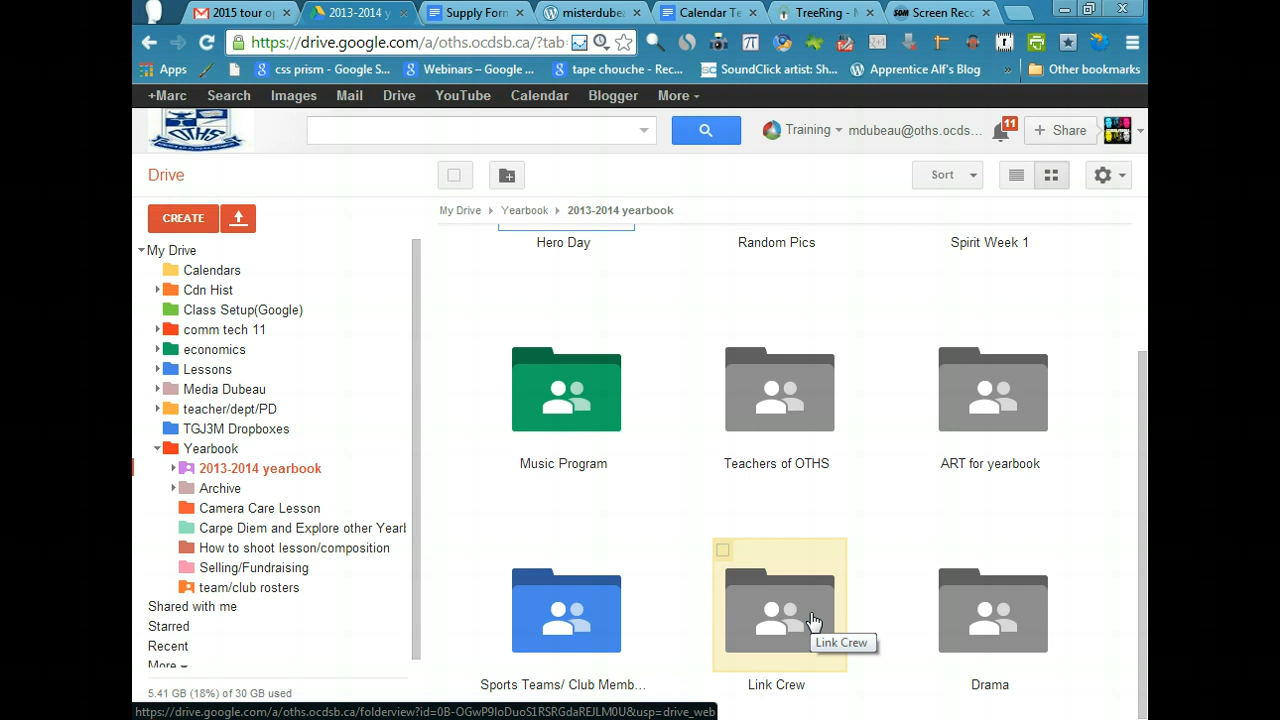 2015 tour o
2013-2014 y
Supply Form
misterdube
Calendar Te
TreeRing -
Screen Rec
https://drive.google.com/a/oths.ocdsb.ca/?tab
Apps
css prism - Google S...
Webinars – Google ...
tape chouche - Rec...
SoundClick artist: Sh...
Apprentice Alf's Blog
»
Other bookmarks
+Marc Search Images Mail Drive YouTube Calendar Blogger More
OTHS
Training
mdubeau@oths.ocds...
11
+ Share
Drive
Sort
CREATE
My Drive Yearbook 2013-2014 yearbook
My Drive
Calendars
Cdn Hist
Class Setup(Google)
comm tech 11
economics
Lessons
Media Dubeau
teacher/dept/PD
TGJ3M Dropboxes
Yearbook
2013-2014 yearbook
Archive
Camera Care Lesson
Carpe Diem and Explore other Yearb
How to shoot lesson/composition
Selling/Fundraising
team/club rosters
Shared with me
Starred
Recent
More
5.41 GB (18%) of 30 GB used
Hero Day
Random Pics
Spirit Week 1
Music Program
Teachers of OTHS
ART for yearbook
Link Crew
Sports Teams/ Club Memb...
Link Crew
Drama
https://drive.google.com/a/oths.ocdsb.ca/folderview?id=0B-OGwP9IoDuoS1RSRGdaREJLM0U&usp=drive_web